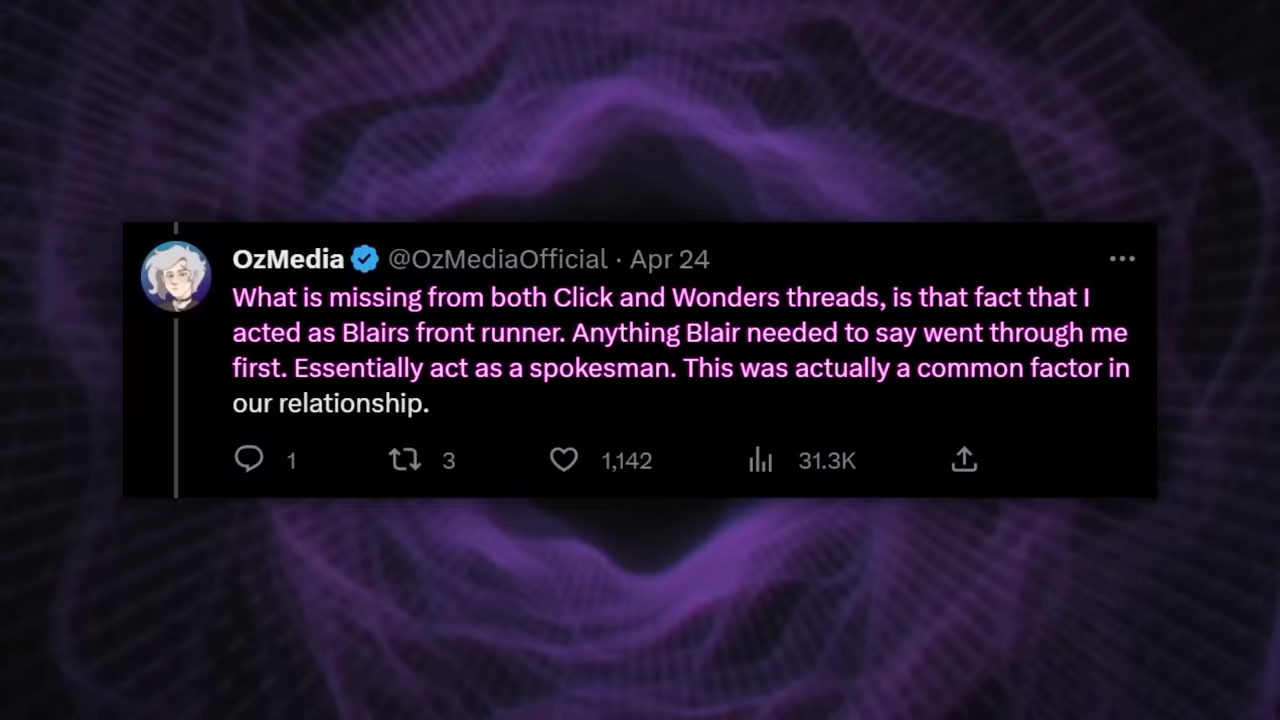 OzMedia @OzMediaOfficial · Apr 24
What is missing from both Click and Wonders threads, is that fact that I
acted as Blairs front runner. Anything Blair needed to say went through me
first. Essentially act as a spokesman. This was actually a common factor in
our relationship.
1 3 1,142 31.3K